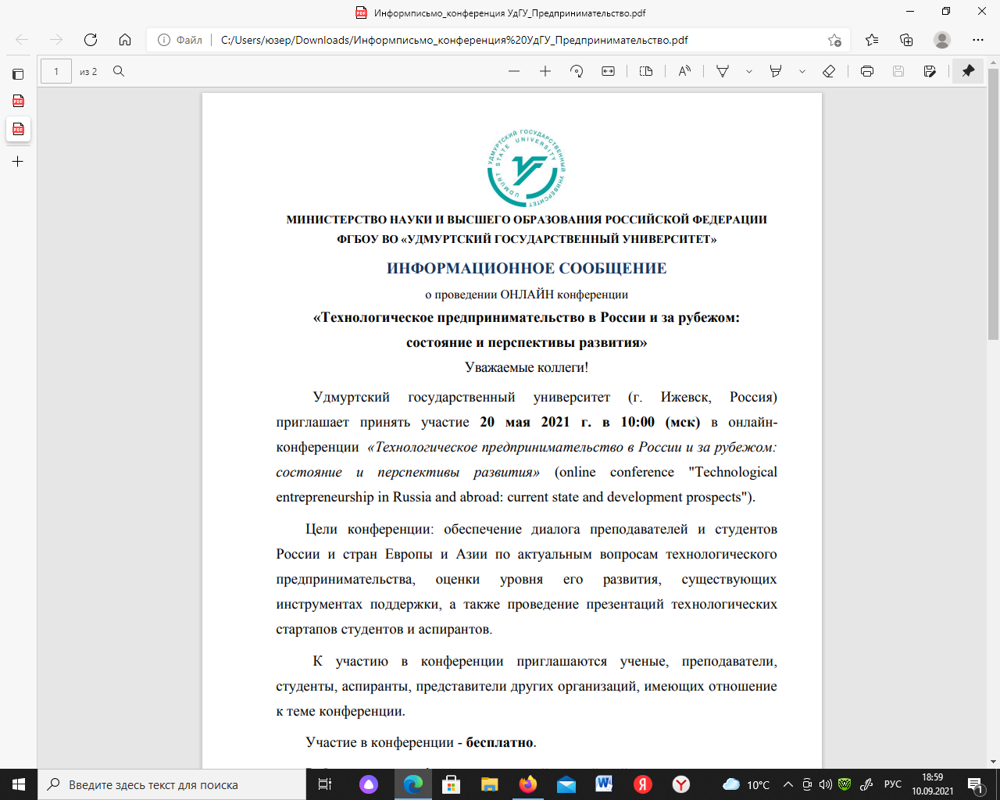 Информписьмо_конференция УдГУ_Предпринимательство.pdf
Файл
C:/Users/юзер/Downloads/Информписьмо_конференция%20УдГУ_Предпринимательство.pdf
1 из 2
УДМУРТСКИЙ ГОСУДАРСТВЕННЫЙ УНИВЕРСИТЕТ
UDMURT STATE UNIVERSITY
МИНИСТЕРСТВО НАУКИ И ВЫСШЕГО ОБРАЗОВАНИЯ РОССИЙСКОЙ ФЕДЕРАЦИИ
ФГБОУ ВО «УДМУРТСКИЙ ГОСУДАРСТВЕННЫЙ УНИВЕРСИТЕТ»
ИНФОРМАЦИОННОЕ СООБЩЕНИЕ
о проведении ОНЛАЙН конференции
«Технологическое предпринимательство в России и за рубежом:
состояние и перспективы развития»
Уважаемые коллеги!
Удмуртский государственный университет (г. Ижевск, Россия)
приглашает принять участие 20 мая 2021 г. в 10:00 (мск) в онлайн-
конференции «Технологическое предпринимательство в России и за рубежом:
состояние и перспективы развития» (online conference "Technological
entrepreneurship in Russia and abroad: current state and development prospects").
Цели конференции: обеспечение диалога преподавателей и студентов
России и стран Европы и Азии по актуальным вопросам технологического
предпринимательства, оценки уровня его развития, существующих
инструментах поддержки, а также проведение презентаций технологических
стартапов студентов и аспирантов.
К участию в конференции приглашаются ученые, преподаватели,
студенты, аспиранты, представители других организаций, имеющих отношение
к теме конференции.
Участие в конференции - бесплатно.
Введите здесь текст для поиска
10°C
РУС
18:59
10.09.2021
1